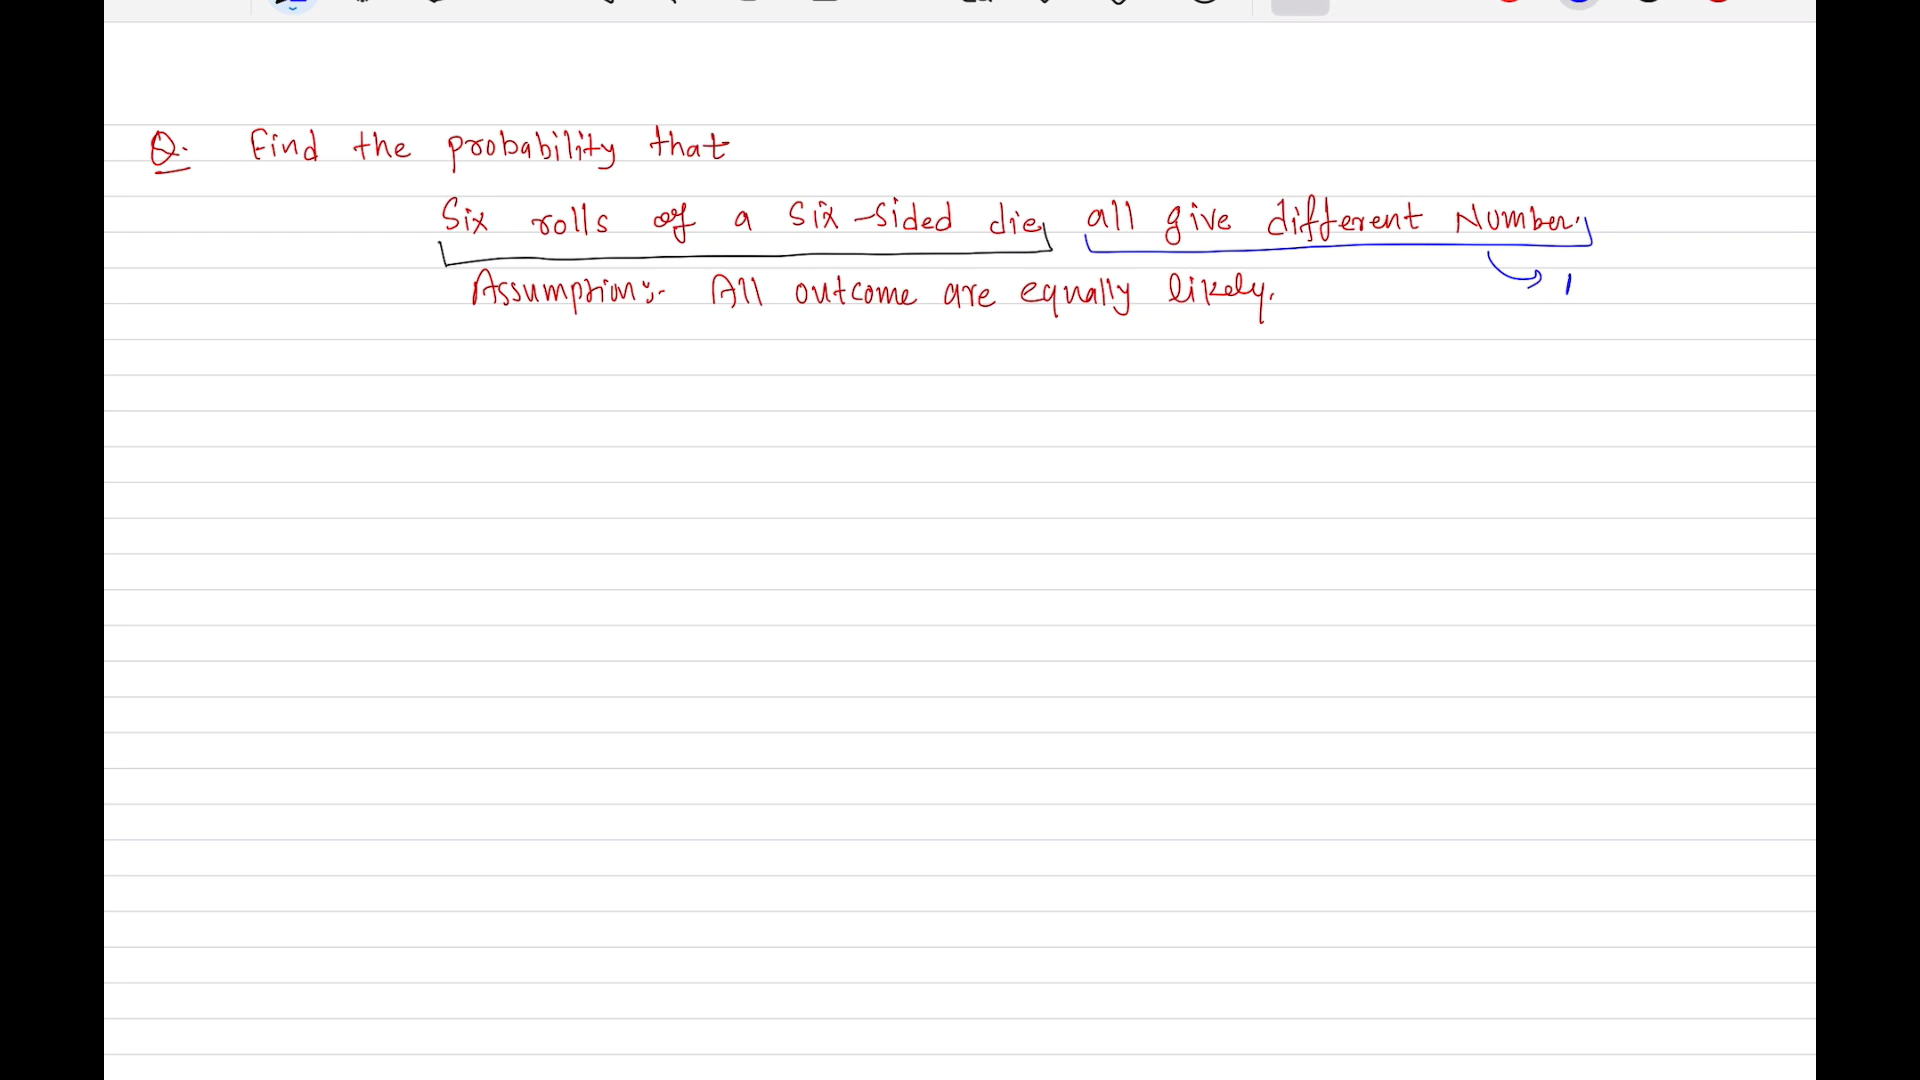 Q. Find the probability that
Six rolls of a Six-sided die, all give different Number.
Assumption:- All outcome are equally likely.
1